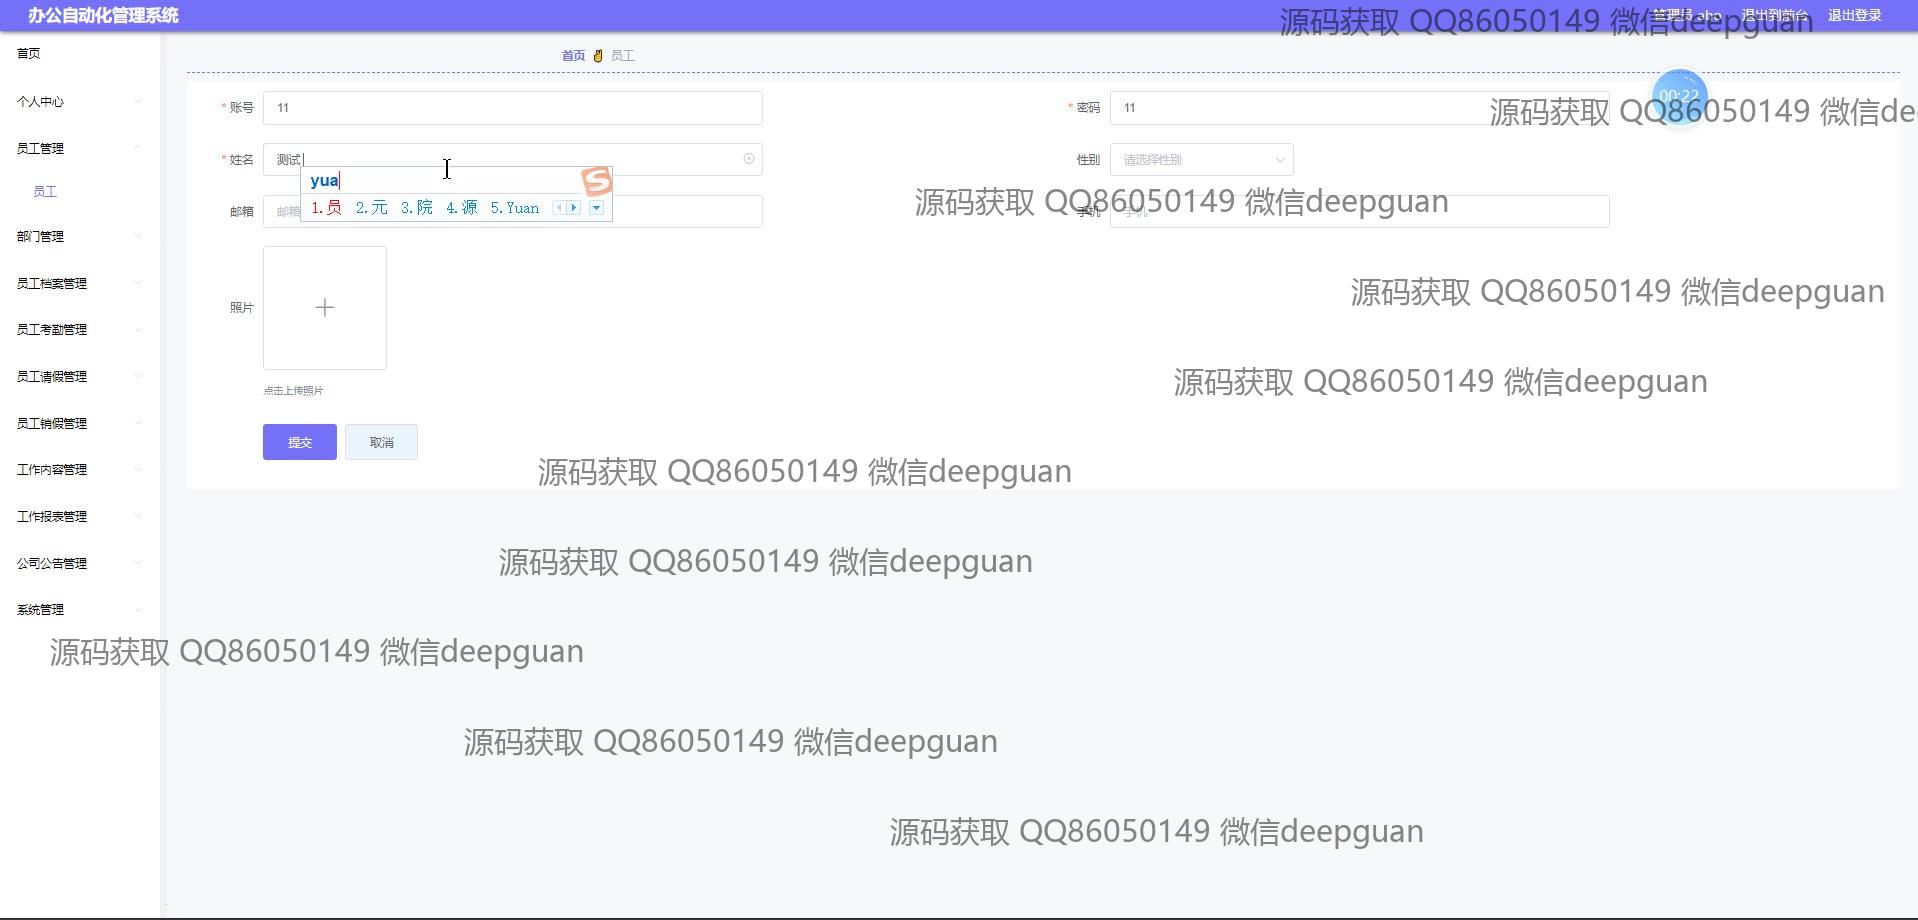 办公自动化管理系统
管理员 abo 退出到前台 退出登录
源码获取 QQ86050149 微信deepguan
首页
首页 员工
个人中心
* 账号 11
* 密码 11
00:22
源码获取 QQ86050149 微信dee
员工管理
* 姓名 测试
性别 请选择性别
yua
1.员 2.元 3.院 4.源 5.Yuan
员工
邮箱 邮箱
手机 手机
源码获取 QQ86050149 微信deepguan
部门管理
员工档案管理
源码获取 QQ86050149 微信deepguan
照片
员工考勤管理
员工请假管理
源码获取 QQ86050149 微信deepguan
点击上传照片
员工销假管理
提交 取消
工作内容管理
源码获取 QQ86050149 微信deepguan
工作报表管理
公司公告管理
源码获取 QQ86050149 微信deepguan
系统管理
源码获取 QQ86050149 微信deepguan
源码获取 QQ86050149 微信deepguan
源码获取 QQ86050149 微信deepguan